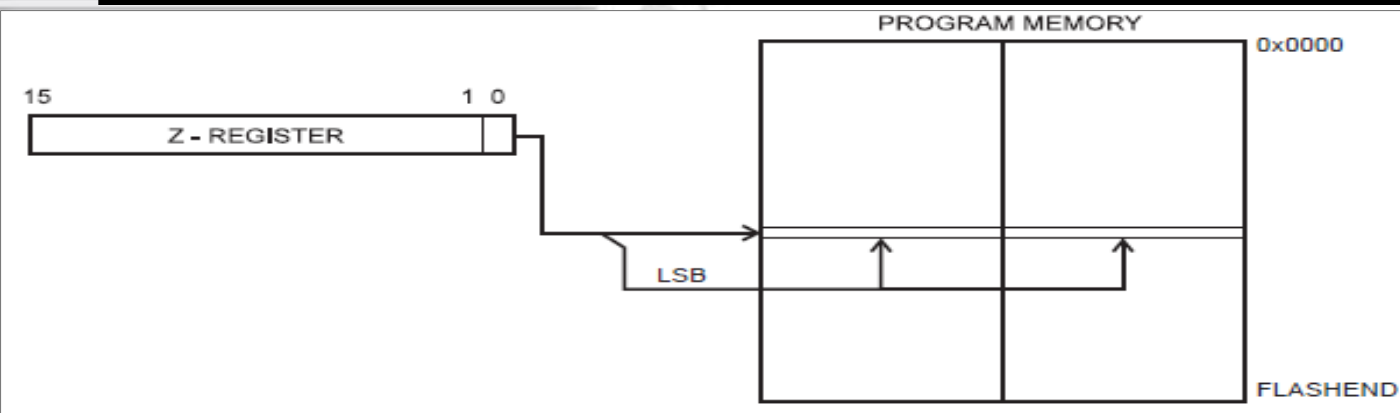 PROGRAM MEMORY
0x0000
15 1 0
Z - REGISTER
LSB
FLASHEND